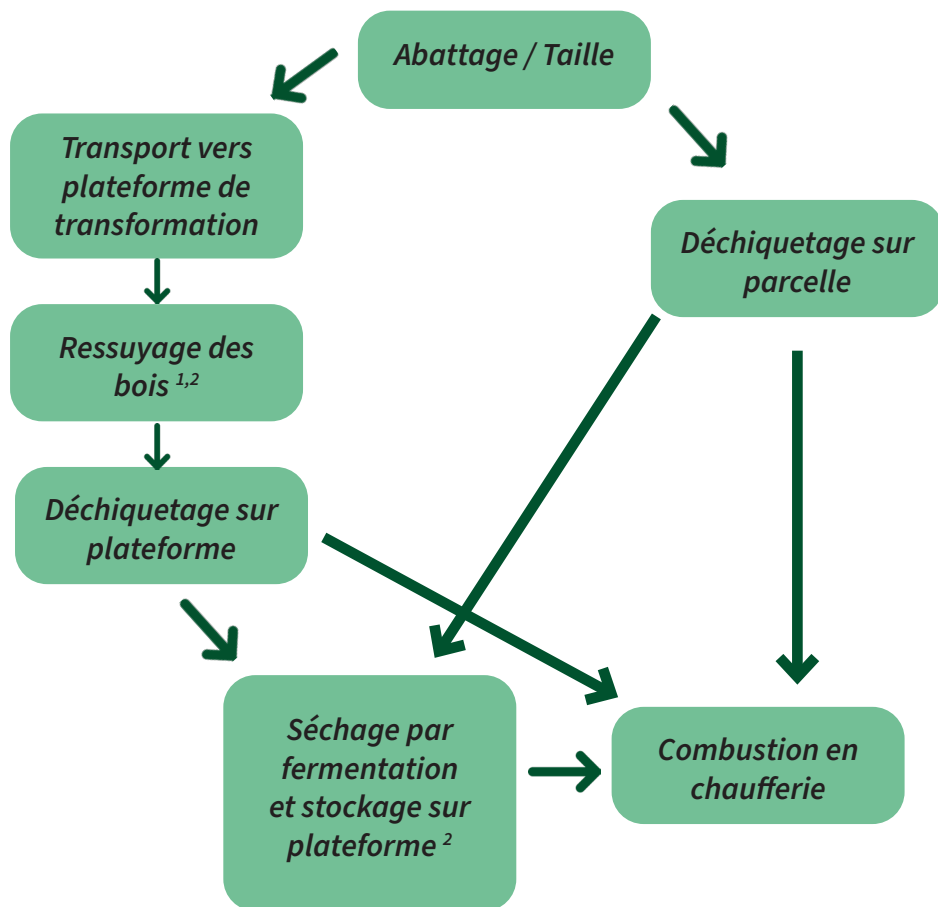 Abattage / Taille
Transport vers
plateforme de
transformation
Déchiquetage sur
parcelle
Ressuyage des
bois 1,2
Déchiquetage sur
plateforme
Séchage par
fermentation
et stockage sur
plateforme 2
Combustion en
chaufferie